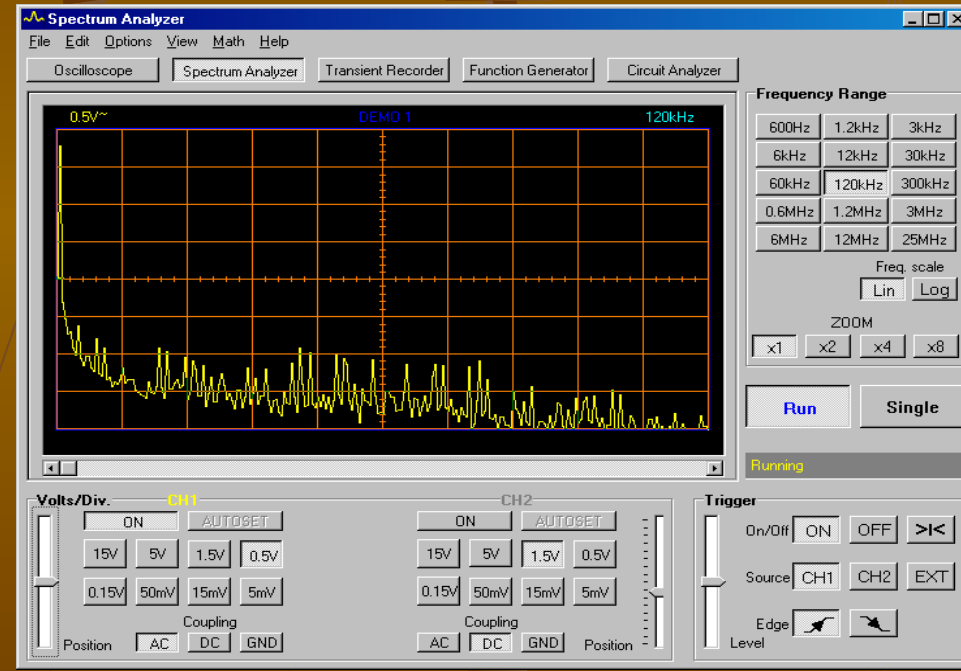 Spectrum Analyzer
File Edit Options View Math Help
Oscilloscope Spectrum Analyzer Transient Recorder Function Generator Circuit Analyzer
0.5V~ DEMO 1 120kHz
Frequency Range
600Hz 1.2kHz 3kHz
6kHz 12kHz 30kHz
60kHz 120kHz 300kHz
0.6MHz 1.2MHz 3MHz
6MHz 12MHz 25MHz
Freq. scale
Lin Log
ZOOM
x1 x2 x4 x8
Run Single
Running
Volts/Div. CH1
ON AUTOSET
15V 5V 1.5V 0.5V
0.15V 50mV 15mV 5mV
Coupling
Position AC DC GND
CH2
ON AUTOSET
15V 5V 1.5V 0.5V
0.15V 50mV 15mV 5mV
Coupling
AC DC GND Position
Trigger
On/Off ON OFF >I<
Source CH1 CH2 EXT
Edge
Level